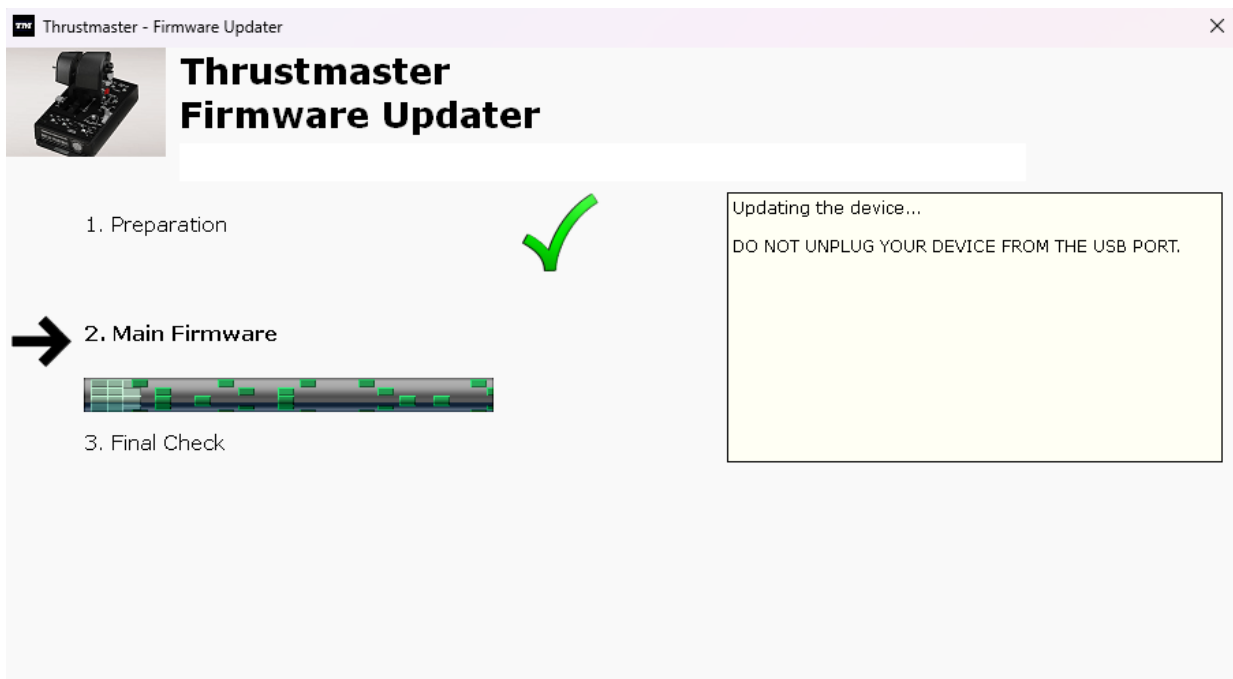 TM Thrustmaster - Firmware Updater
Thrustmaster
Firmware Updater
1. Preparation
2. Main Firmware
3. Final Check
Updating the device...
DO NOT UNPLUG YOUR DEVICE FROM THE USB PORT.